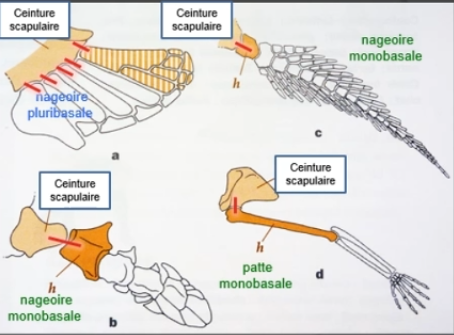 Ceinture
scapulaire
nageoire
pluribasale
a
Ceinture
scapulaire
h
nageoire
monobasale
c
Ceinture
scapulaire
h
nageoire
monobasale
b
Ceinture
scapulaire
h
patte
monobasale
d